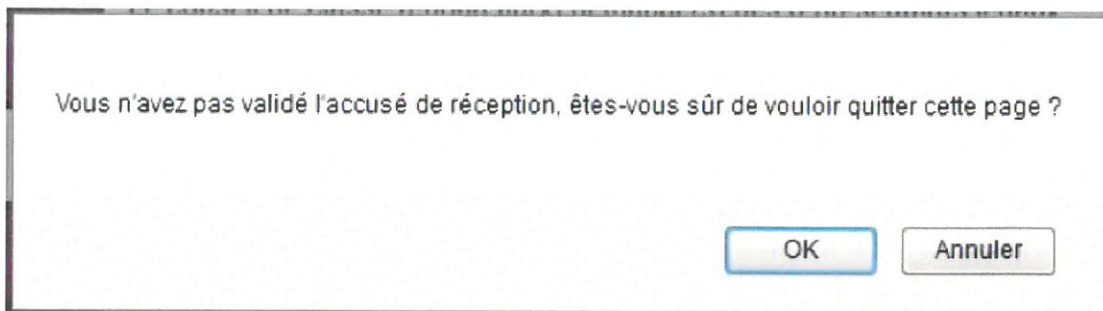 Vous n'avez pas validé l'accusé de réception, êtes-vous sûr de vouloir quitter cette page ?
OK
Annuler